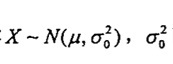 X ~ N(μ, σ₀²)，σ₀²